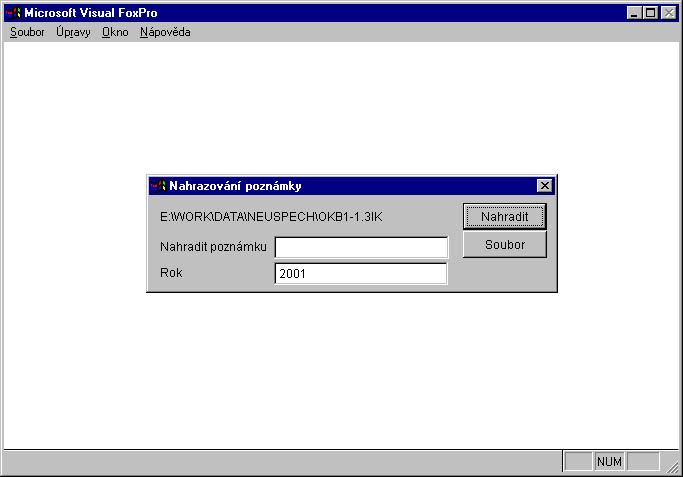 Microsoft Visual FoxPro
Soubor Úpravy Okno Nápověda
Nahrazování poznámky
E:\WORK\DATA\NEUSPECH\OKB1-1.3IK
Nahradit
Nahradit poznámku
Soubor
Rok
2001
NUM